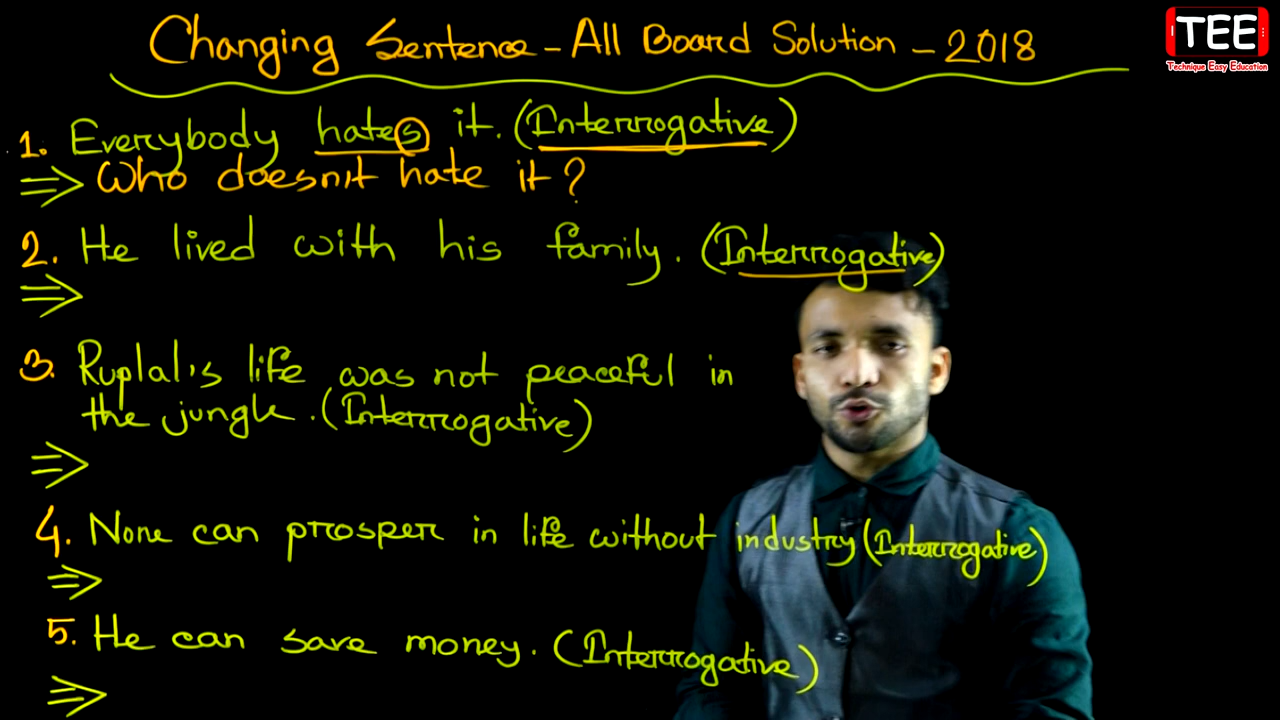 Changing Sentence - All Board Solution - 2018
TEE
Technique Easy Education
1. Everybody hates it. (Interrogative)
⇒ Who doesn't hate it?
2. He lived with his family. (Interrogative)
⇒
3. Ruplal's life was not peaceful in
the jungle. (Interrogative)
⇒
4. None can prosper in life without industry (Interrogative)
⇒
5. He can save money. (Interrogative)
⇒